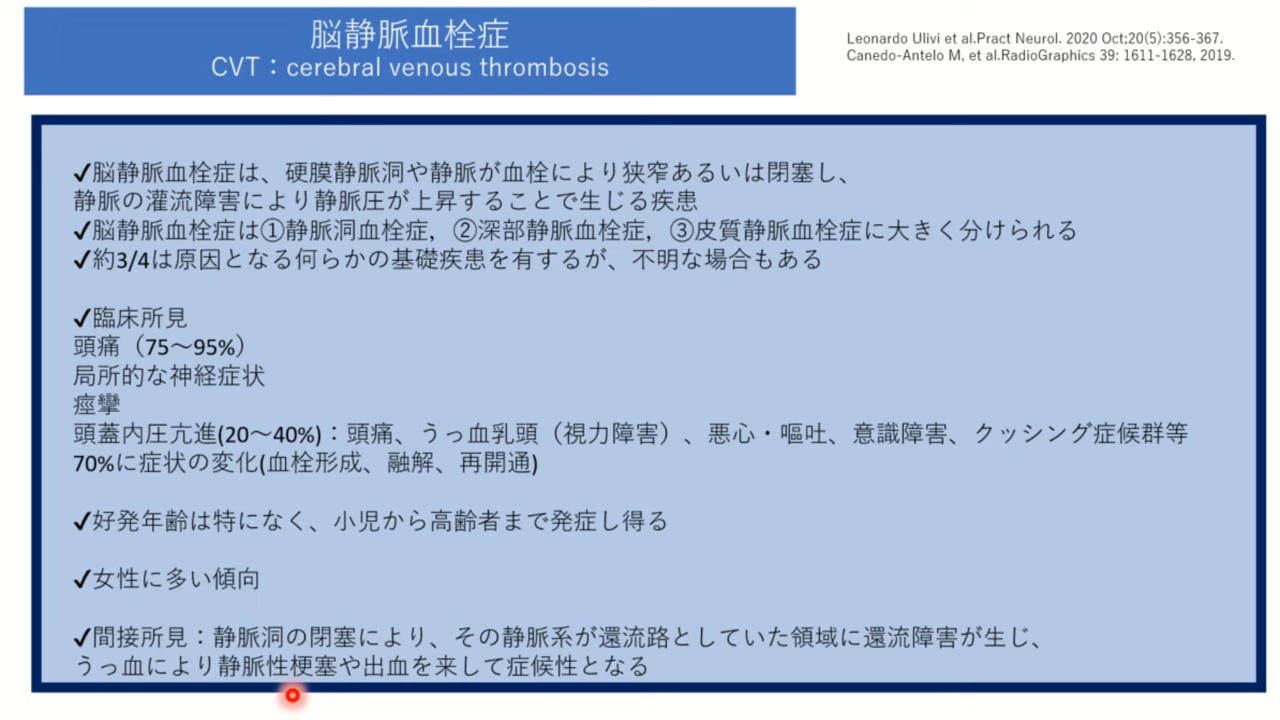 脳静脈血栓症
CVT：cerebral venous thrombosis
Leonardo Ulivi et al.Pract Neurol. 2020 Oct;20(5):356-367.
Canedo-Antelo M, et al.RadioGraphics 39: 1611-1628, 2019.
✓脳静脈血栓症は、硬膜静脈洞や静脈が血栓により狭窄あるいは閉塞し、
静脈の灌流障害により静脈圧が上昇することで生じる疾患
✓脳静脈血栓症は①静脈洞血栓症，②深部静脈血栓症，③皮質静脈血栓症に大きく分けられる
✓約3/4は原因となる何らかの基礎疾患を有するが、不明な場合もある
✓臨床所見
頭痛（75～95%）
局所的な神経症状
痙攣
頭蓋内圧亢進(20～40%)：頭痛、うっ血乳頭（視力障害）、悪心・嘔吐、意識障害、クッシング症候群等
70%に症状の変化(血栓形成、融解、再開通)
✓好発年齢は特になく、小児から高齢者まで発症し得る
✓女性に多い傾向
✓間接所見：静脈洞の閉塞により、その静脈系が還流路としていた領域に還流障害が生じ、
うっ血により静脈性梗塞や出血を来して症候性となる